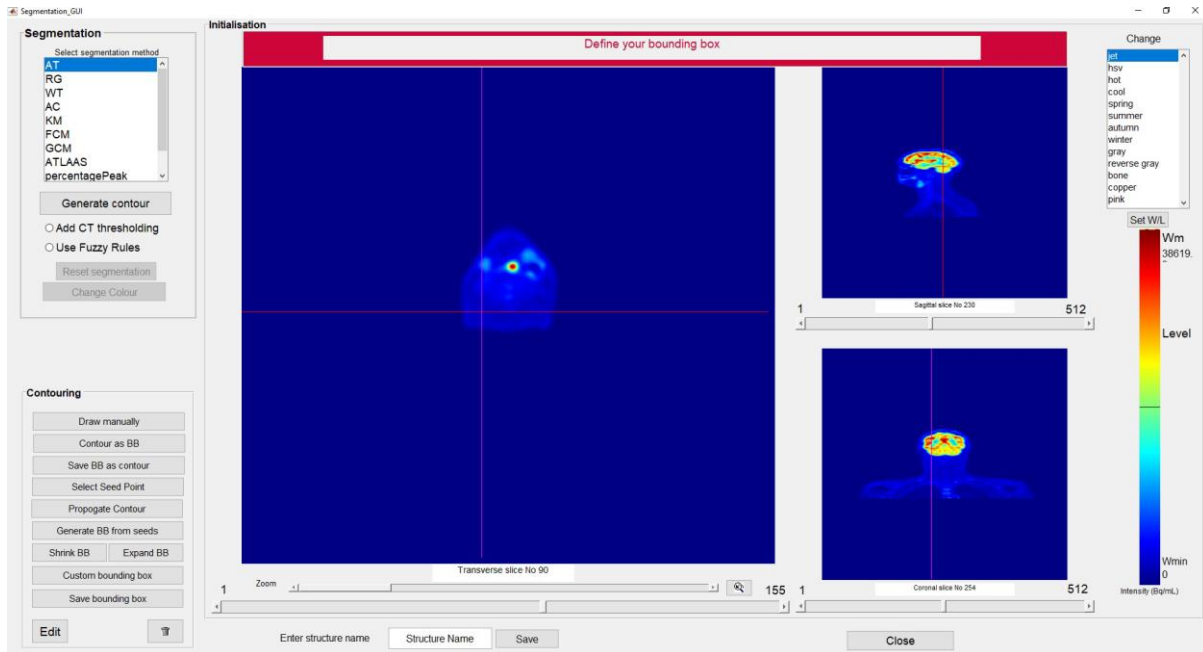 Segmentation_GUI
Segmentation
Select segmentation method
AT
RG
WT
AC
KM
FCM
GCM
ATLAAS
percentagePeak
Generate contour
Add CT thresholding
Use Fuzzy Rules
Reset segmentation
Change Colour
Contouring
Draw manually
Contour as BB
Save BB as contour
Select Seed Point
Propogate Contour
Generate BB from seeds
Shrink BB Expand BB
Custom bounding box
Save bounding box
Edit
Initialisation
Define your bounding box
Transverse slice No 90
1 Zoom 155
Sagittal slice No 230
1 512
Coronal slice No 254
1 512
Enter structure name Structure Name Save
Close
Change
jet
hsv
hot
cool
spring
summer
autumn
winter
gray
reverse gray
bone
copper
pink
Set W/L
Wm
38619.
Level
Wmin
0
Intensity (Bq/mL)